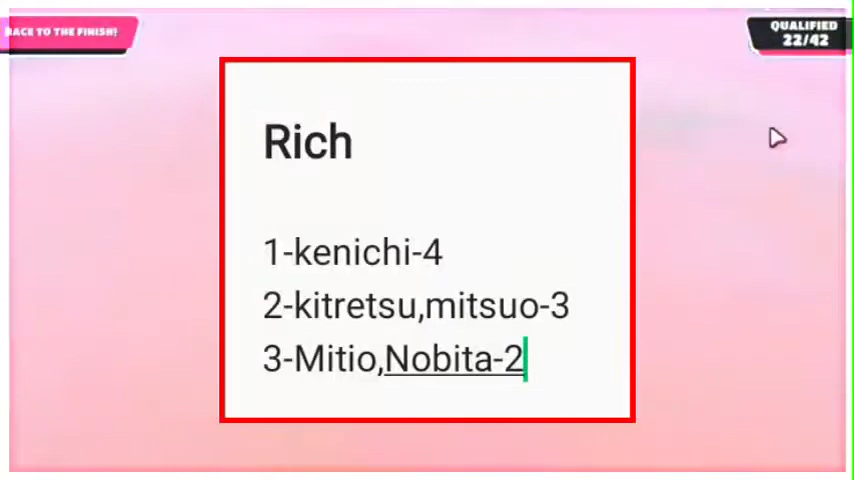 RACE TO THE FINISH!
QUALIFIED
22/42
Rich
1-kenichi-4
2-kitretsu,mitsuo-3
3-Mitio,Nobita-2